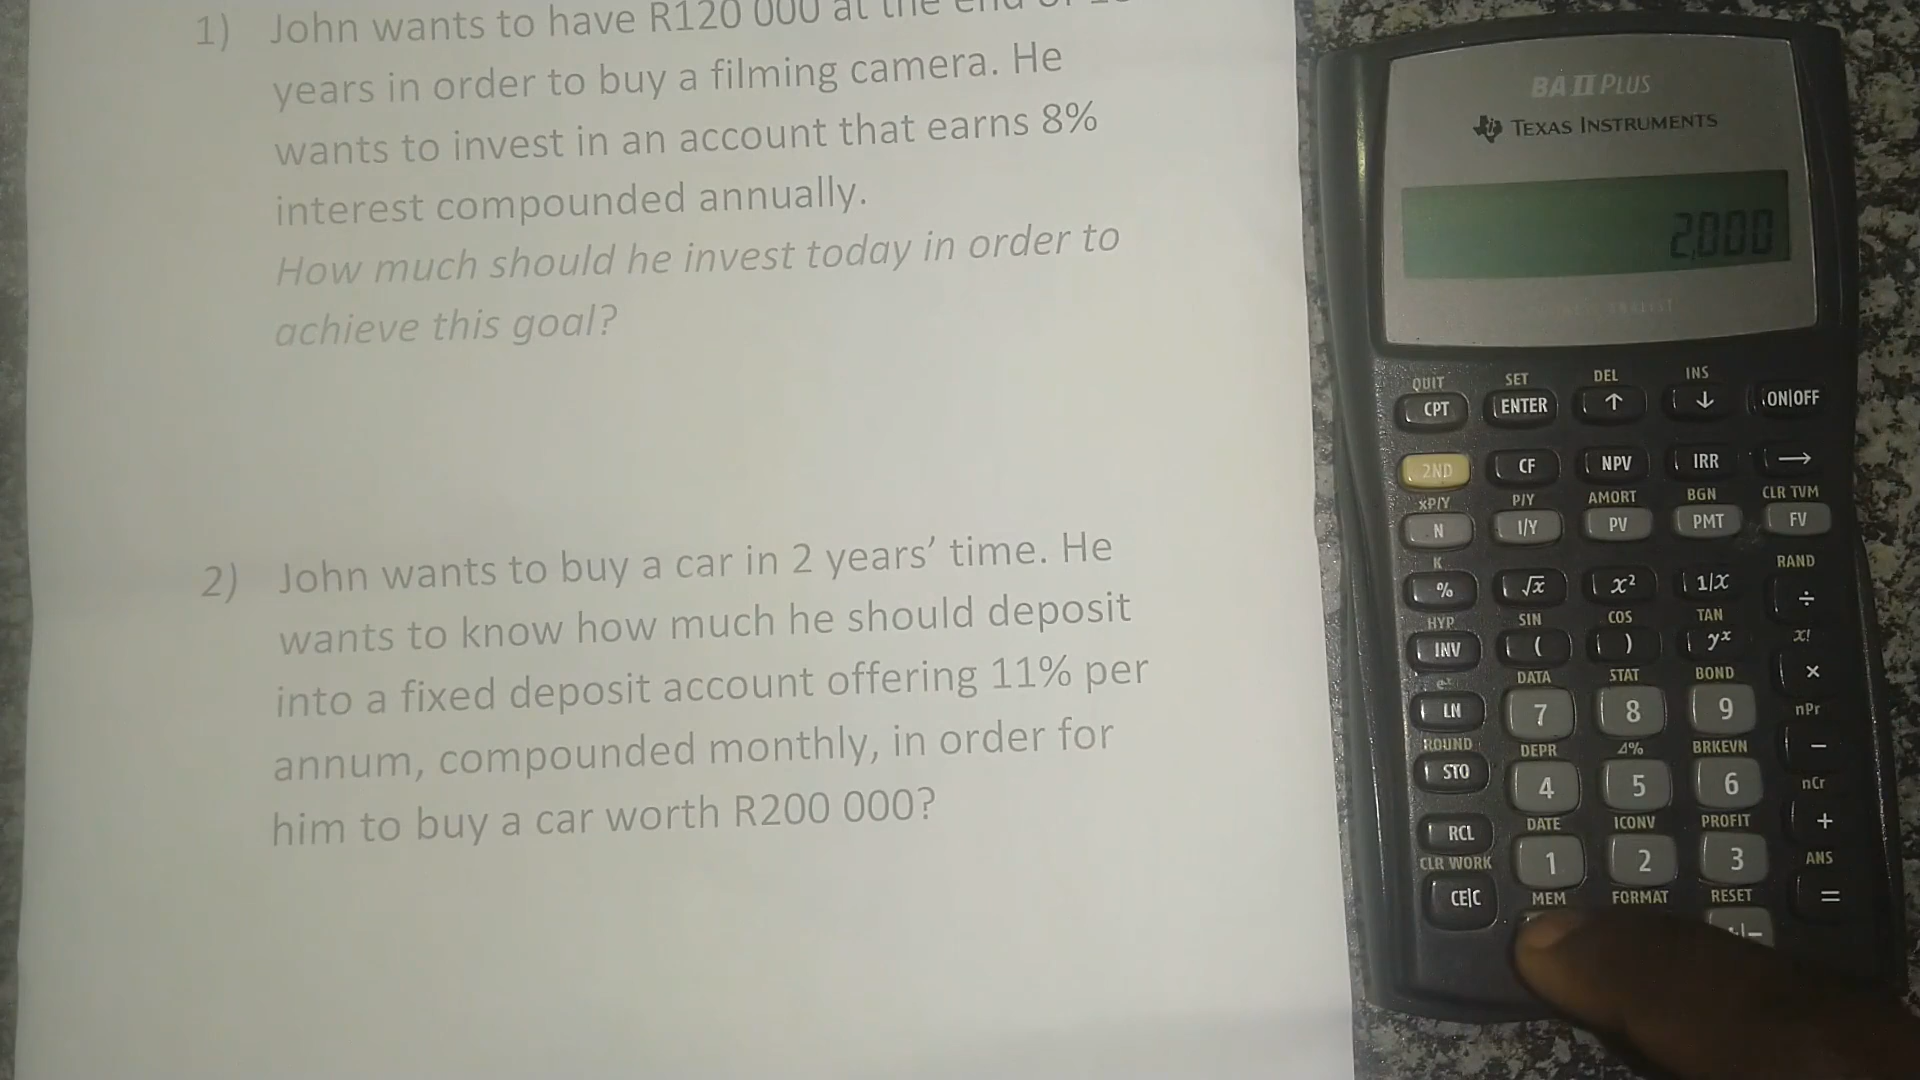 1) John wants to have R120 000 at the end of
years in order to buy a filming camera. He
wants to invest in an account that earns 8%
interest compounded annually.
How much should he invest today in order to
achieve this goal?
2) John wants to buy a car in 2 years’ time. He
wants to know how much he should deposit
into a fixed deposit account offering 11% per
annum, compounded monthly, in order for
him to buy a car worth R200 000?
BA II PLUS
TEXAS INSTRUMENTS
2,000
QUIT SET DEL INS
CPT ENTER ↑ ↓ ON|OFF
2ND CF NPV IRR →
xP/Y P/Y AMORT BGN CLR TVM
N I/Y PV PMT FV
K RAND
% √x x² 1/x ÷
HYP SIN COS TAN x!
INV ( ) yˣ ×
eˣ DATA STAT BOND nPr
LN 7 8 9 −
ROUND DEPR Δ% BRKEVN nCr
STO 4 5 6 +
DATE ICONV PROFIT ANS
RCL 1 2 3 =
CLR WORK MEM FORMAT RESET
CE|C